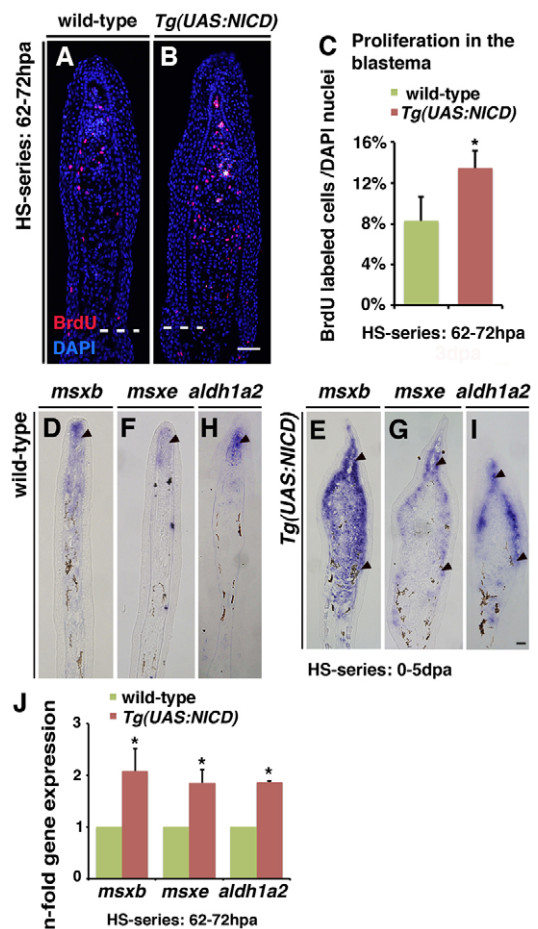 wild-type Tg(UAS:NICD)
HS-series: 62-72hpa
A B
BrdU
DAPI
C Proliferation in the
blastema
wild-type
Tg(UAS:NICD)
BrdU labeled cells /DAPI nuclei
16%
12%
8%
4%
0%
*
HS-series: 62-72hpa
3dpa
msxb msxe aldh1a2
wild-type
D F H
msxb msxe aldh1a2
Tg(UAS:NICD)
E G I
HS-series: 0-5dpa
J
wild-type
Tg(UAS:NICD)
n-fold gene expression
3
2
1
0
* * *
msxb msxe aldh1a2
HS-series: 62-72hpa